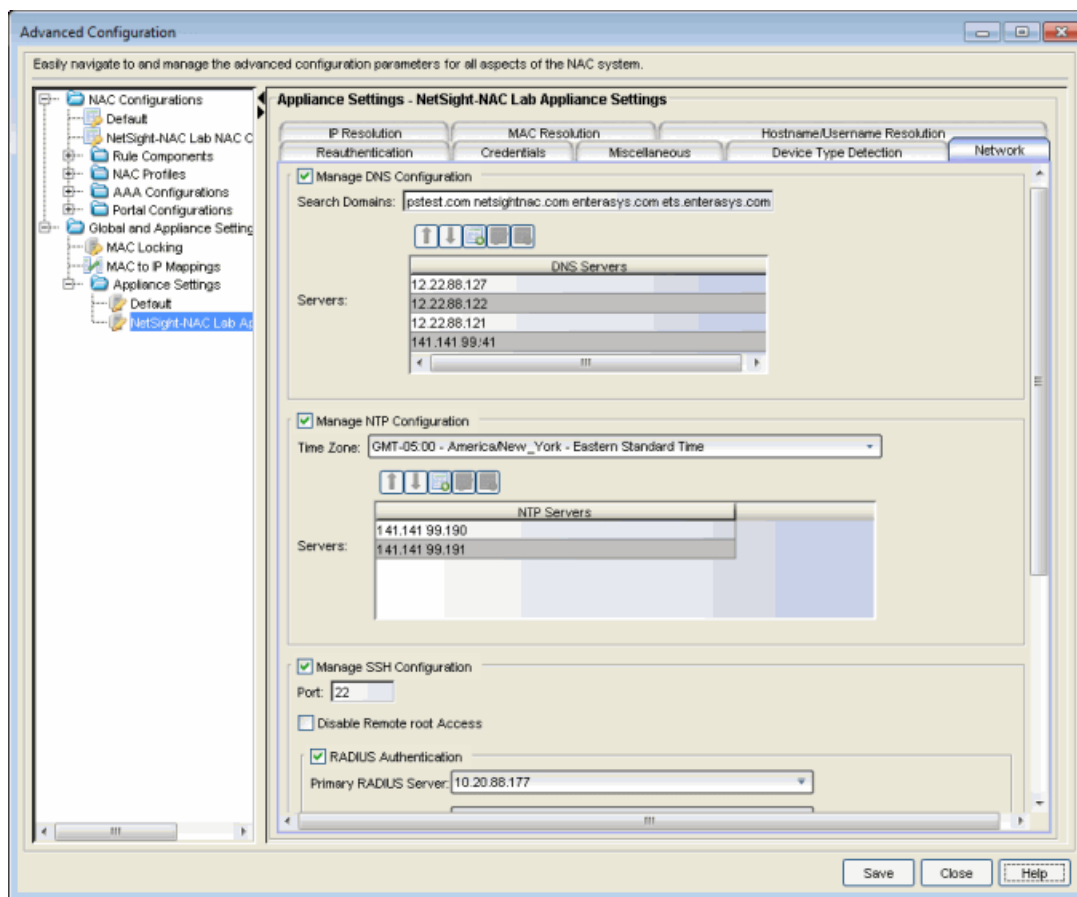 Advanced Configuration
Easily navigate to and manage the advanced configuration parameters for all aspects of the NAC system.
NAC Configurations
Default
NetSight-NAC Lab NAC C
Rule Components
NAC Profiles
AAA Configurations
Portal Configurations
Global and Appliance Setting
MAC Locking
MAC to IP Mappings
Appliance Settings
Default
NetSight-NAC Lab Ap
Appliance Settings - NetSight-NAC Lab Appliance Settings
IP Resolution MAC Resolution Hostname/Username Resolution
Reauthentication Credentials Miscellaneous Device Type Detection Network
Manage DNS Configuration
Search Domains: pstest.com netsightnac.com enterasys.com ets.enterasys.com
DNS Servers
Servers:
12.22.88.127
12.22.88.122
12.22.88.121
141.141.99.41
Manage NTP Configuration
Time Zone: GMT-05:00 - America/New_York - Eastern Standard Time
NTP Servers
Servers:
141.141.99.190
141.141.99.191
Manage SSH Configuration
Port: 22
Disable Remote root Access
RADIUS Authentication
Primary RADIUS Server: 10.20.88.177
Save Close Help